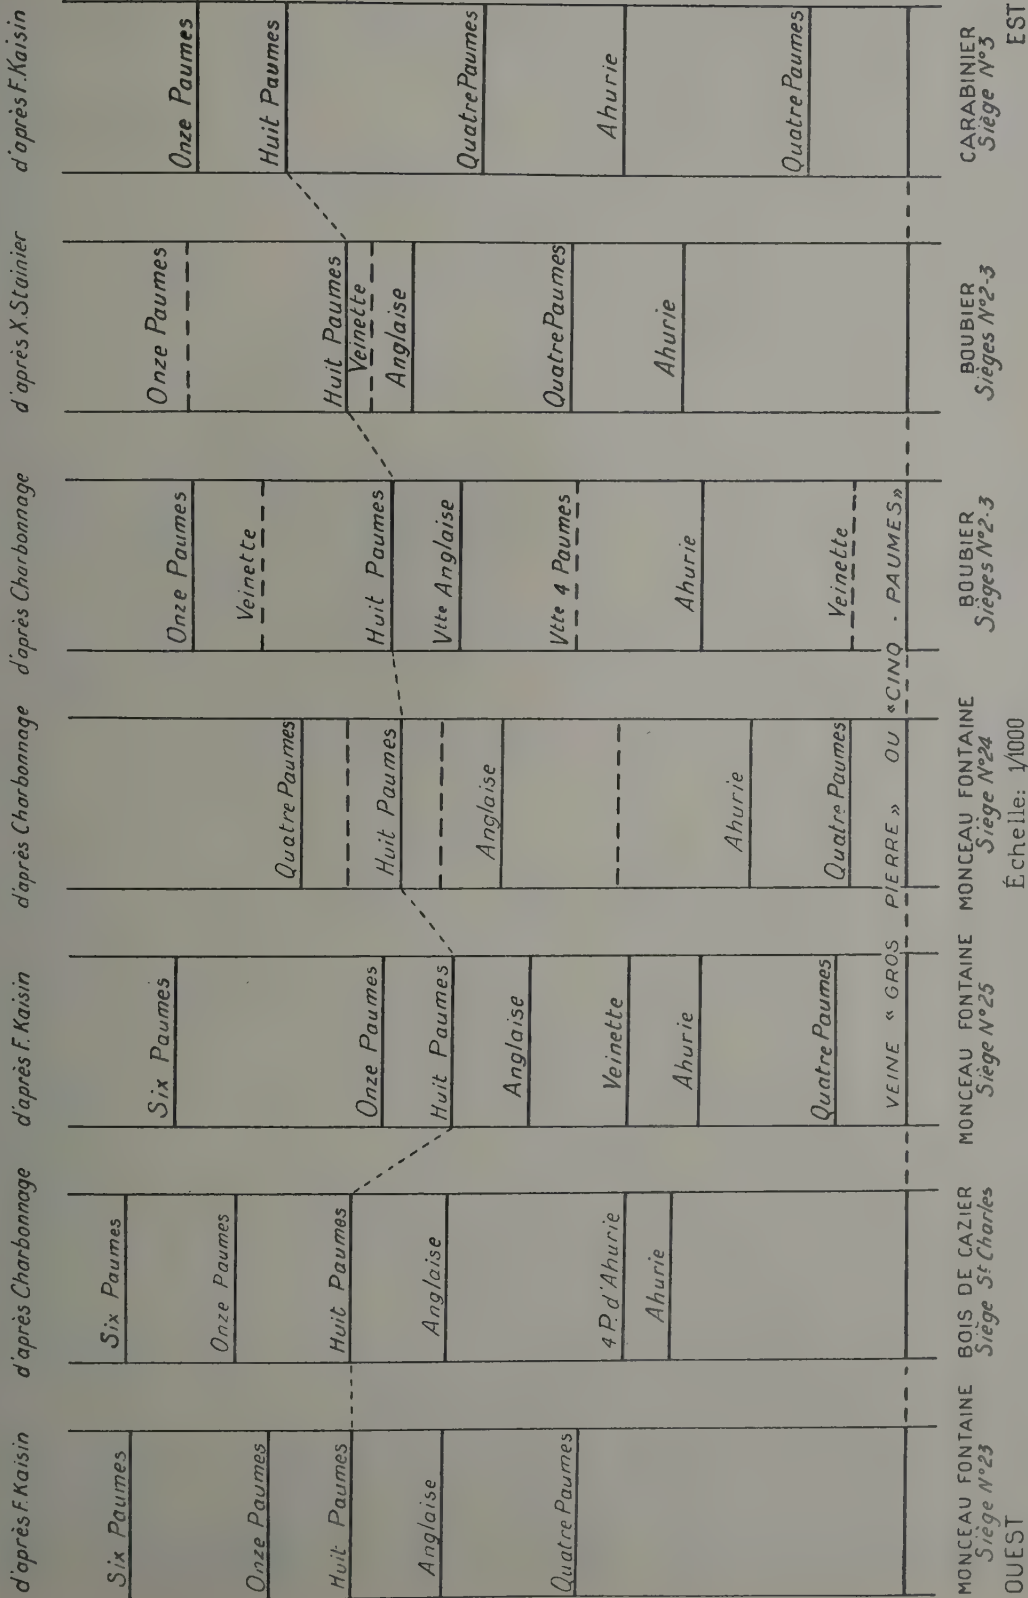 d'après F. Kaisin
Six Paumes
Onze Paumes
Huit Paumes
Anglaise
Quatre Paumes
MONCEAU FONTAINE
Siège N°23
OUEST
d'après Charbonnage
Six Paumes
Onze Paumes
Huit Paumes
Anglaise
4 P. d'Ahurie
Ahurie
BOIS DE CAZIER
Siège St Charles
d'après F. Kaisin
Six Paumes
Onze Paumes
Huit Paumes
Anglaise
Veinette
Ahurie
Quatre Paumes
VEINE « GROS PIERRE » OU «CINQ - PAUMES»
MONCEAU FONTAINE
Siège N°25
d'après Charbonnage
Quatre Paumes
Huit Paumes
Anglaise
Ahurie
Quatre Paumes
MONCEAU FONTAINE
Siège N°24
Échelle: 1/1000
d'après Charbonnage
Onze Paumes
Veinette
Huit Paumes
Vtte Anglaise
Vtte 4 Paumes
Ahurie
Veinette
BOUBIER
Sièges N°2-3
d'après X. Stainier
Onze Paumes
Huit Paumes
Veinette
Anglaise
Quatre Paumes
Ahurie
BOUBIER
Sièges N°2-3
d'après F. Kaisin
Onze Paumes
Huit Paumes
Quatre Paumes
Ahurie
Quatre Paumes
CARABINIER
Siège N°3
EST